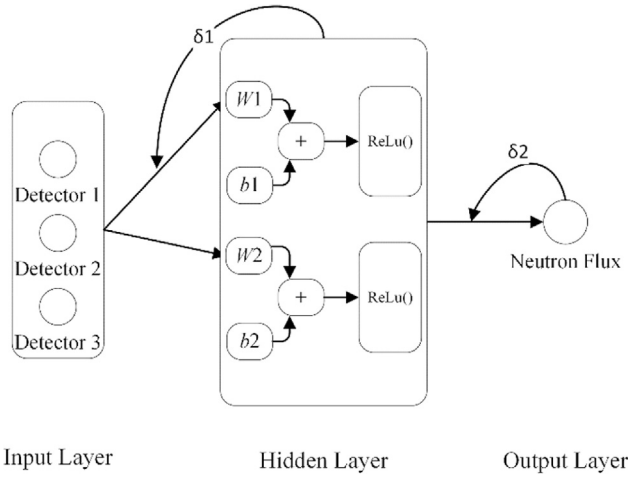 δ1
W1
+
ReLu()
b1
Detector 1
Detector 2
Detector 3
W2
+
ReLu()
b2
δ2
Neutron Flux
Input Layer
Hidden Layer
Output Layer